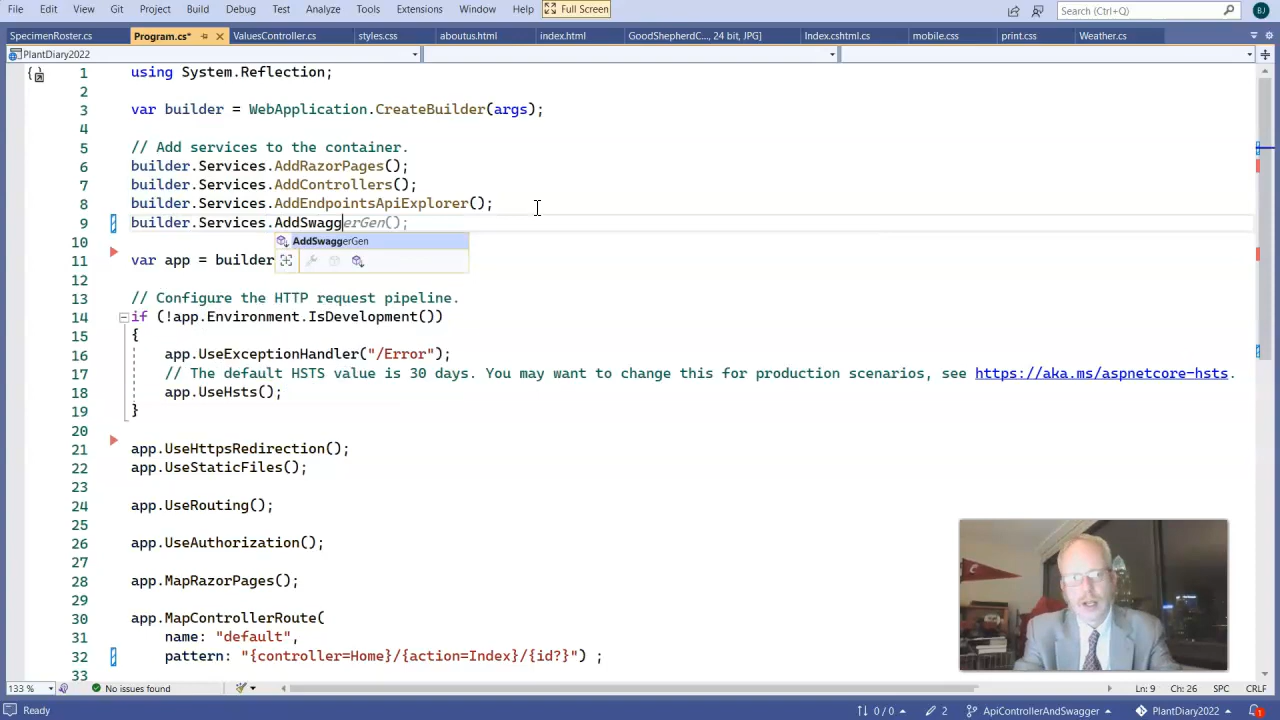 File Edit View Git Project Build Debug Test Analyze Tools Extensions Window Help Full Screen Search (Ctrl+Q) BJ
SpecimenRoster.cs Program.cs* ValuesController.cs styles.css aboutus.html index.html GoodShepherdC..., 24 bit, JPG] Index.cshtml.cs mobile.css print.css Weather.cs
PlantDiary2022
1 using System.Reflection;
2
3 var builder = WebApplication.CreateBuilder(args);
4
5 // Add services to the container.
6 builder.Services.AddRazorPages();
7 builder.Services.AddControllers();
8 builder.Services.AddEndpointsApiExplorer();
9 builder.Services.AddSwaggerGen();
10 AddSwaggerGen
11 var app = builder
12
13 // Configure the HTTP request pipeline.
14 if (!app.Environment.IsDevelopment())
15 {
16 app.UseExceptionHandler("/Error");
17 // The default HSTS value is 30 days. You may want to change this for production scenarios, see https://aka.ms/aspnetcore-hsts.
18 app.UseHsts();
19 }
20
21 app.UseHttpsRedirection();
22 app.UseStaticFiles();
23
24 app.UseRouting();
25
26 app.UseAuthorization();
27
28 app.MapRazorPages();
29
30 app.MapControllerRoute(
31 name: "default",
32 pattern: "{controller=Home}/{action=Index}/{id?}") ;
33
133 % No issues found Ln: 9 Ch: 26 SPC CRLF
Ready 0 / 0 2 ApiControllerAndSwagger PlantDiary2022 1